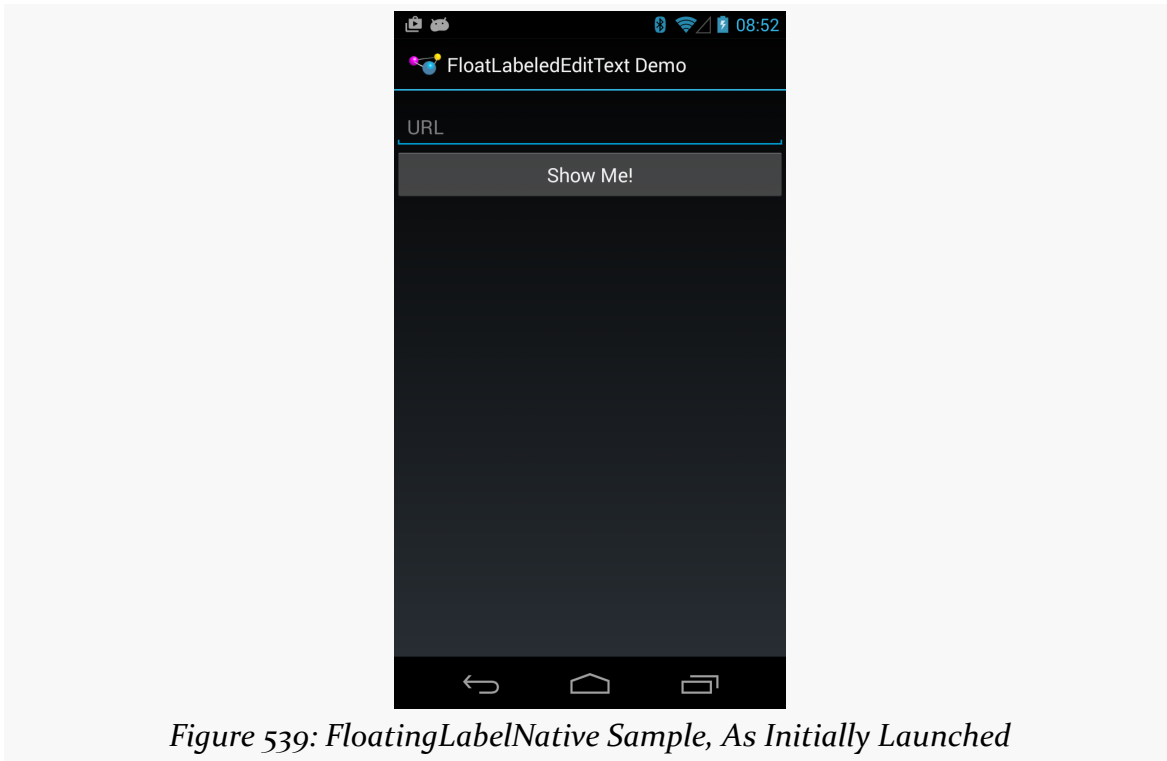 08:52
FloatLabeledEditText Demo
URL
Show Me!
Figure 539: FloatingLabelNative Sample, As Initially Launched